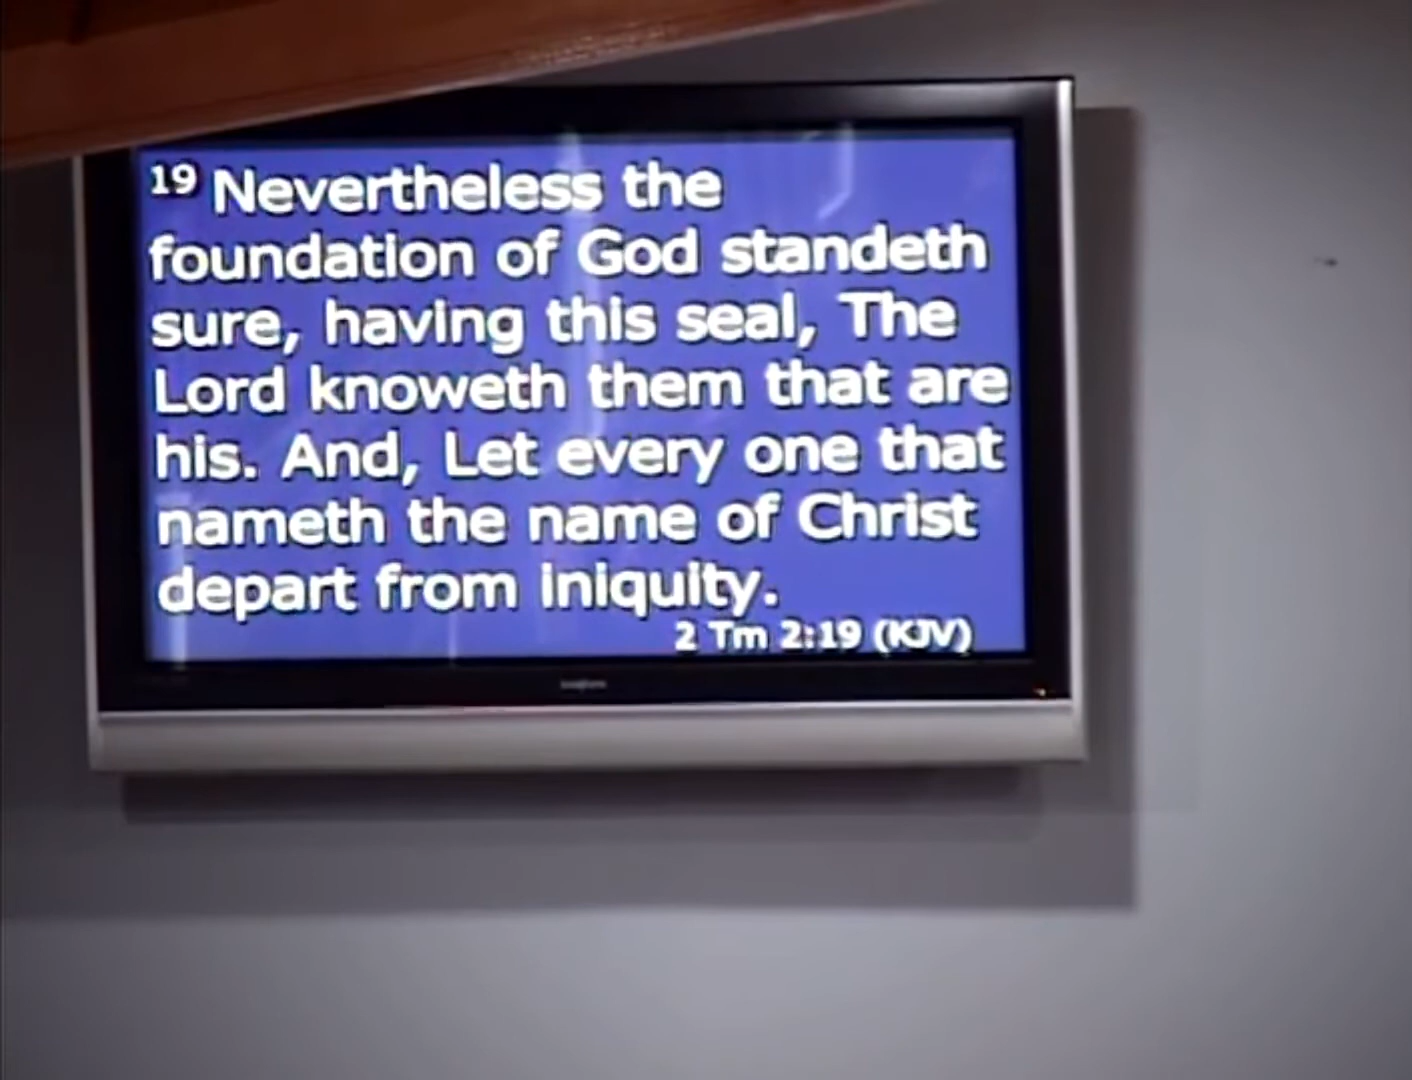 19 Nevertheless the
foundation of God standeth
sure, having this seal, The
Lord knoweth them that are
his. And, Let every one that
nameth the name of Christ
depart from iniquity.
2 Tm 2:19 (KJV)